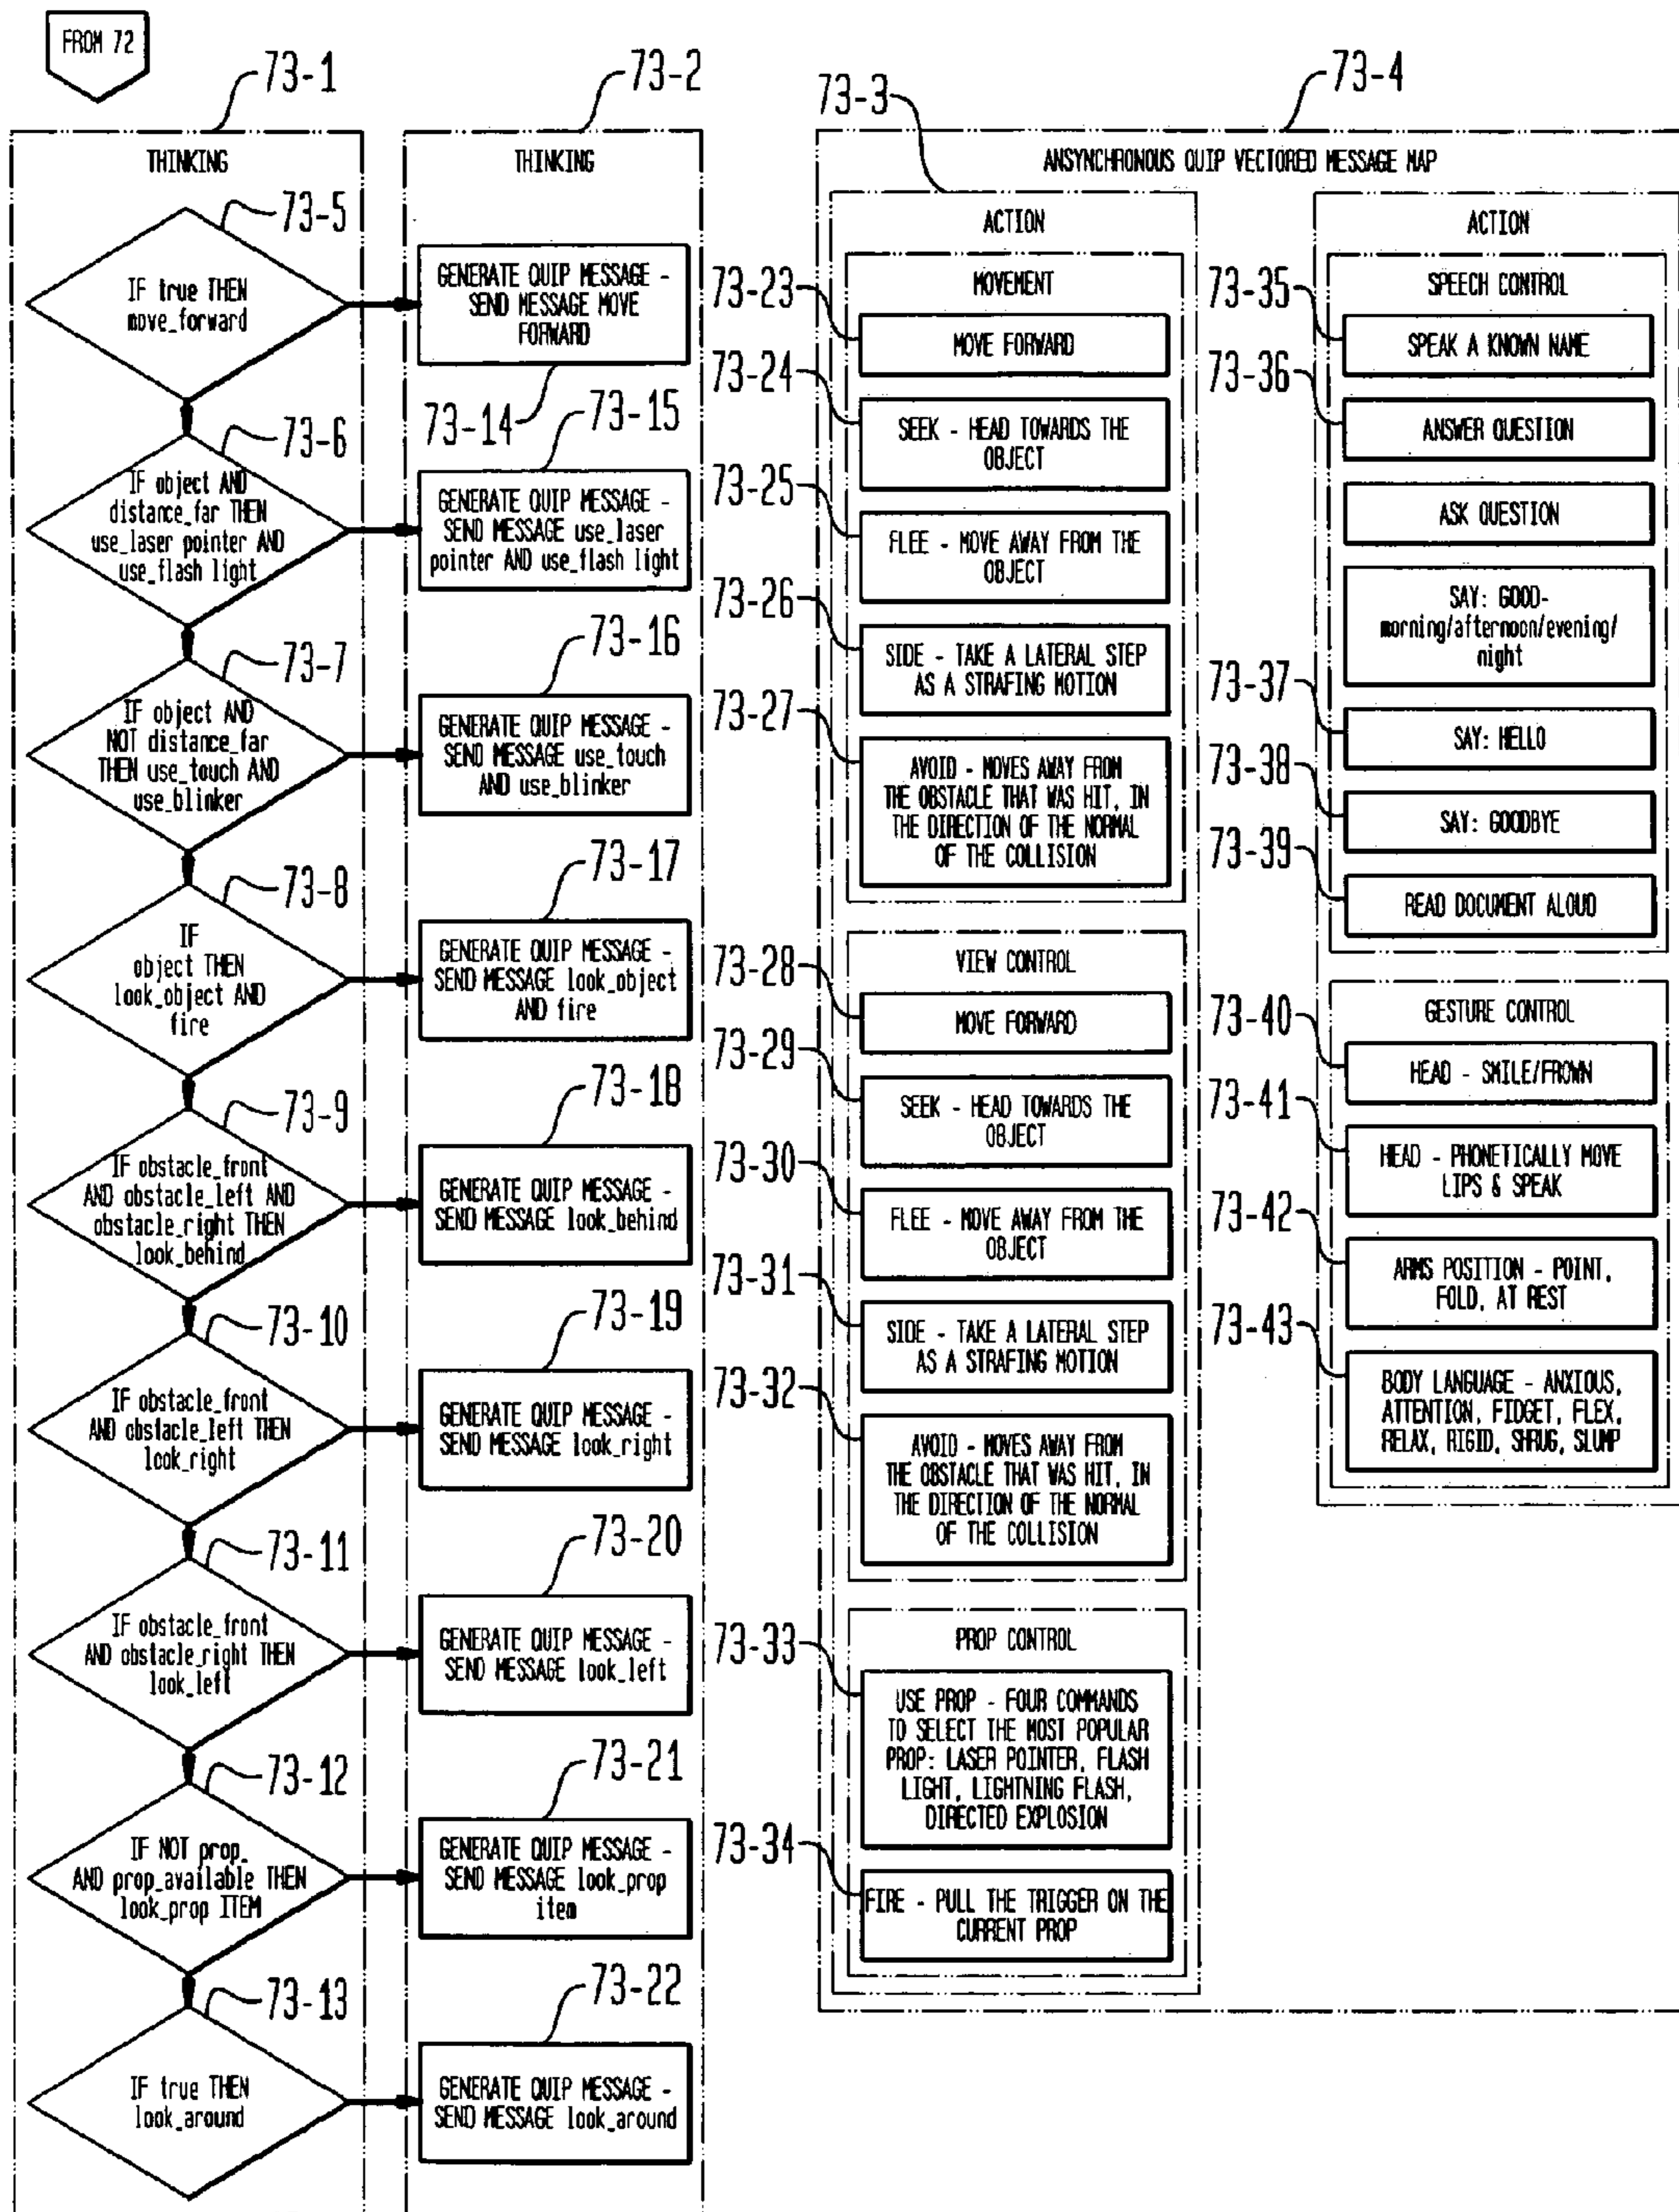 FROM 72
73-1
THINKING
73-5
IF true THEN
move_forward
73-6
IF object AND
distance_far THEN
use_laser pointer AND
use_flash light
73-7
IF object AND
NOT distance_far
THEN use_touch AND
use_blinker
73-8
IF
object THEN
look_object AND
fire
73-9
IF obstacle_front
AND obstacle_left AND
obstacle_right THEN
look_behind
73-10
IF obstacle_front
AND obstacle_left THEN
look_right
73-11
IF obstacle_front
AND obstacle_right THEN
look_left
73-12
IF NOT prop_
AND prop_available THEN
look_prop ITEM
73-13
IF true THEN
look_around
73-2
THINKING
GENERATE QUIP MESSAGE -
SEND MESSAGE MOVE
FORWARD
73-14
73-15
GENERATE QUIP MESSAGE -
SEND MESSAGE use_laser
pointer AND use_flash light
73-16
GENERATE QUIP MESSAGE -
SEND MESSAGE use_touch
AND use_blinker
73-17
GENERATE QUIP MESSAGE -
SEND MESSAGE look_object
AND fire
73-18
GENERATE QUIP MESSAGE -
SEND MESSAGE look_behind
73-19
GENERATE QUIP MESSAGE -
SEND MESSAGE look_right
73-20
GENERATE QUIP MESSAGE -
SEND MESSAGE look_left
73-21
GENERATE QUIP MESSAGE -
SEND MESSAGE look_prop
item
73-22
GENERATE QUIP MESSAGE -
SEND MESSAGE look_around
73-3
73-4
ANSYNCHRONOUS QUIP VECTORED MESSAGE MAP
ACTION
MOVEMENT
73-23
MOVE FORWARD
73-24
SEEK - HEAD TOWARDS THE
OBJECT
73-25
FLEE - MOVE AWAY FROM THE
OBJECT
73-26
SIDE - TAKE A LATERAL STEP
AS A STRAFING MOTION
73-27
AVOID - MOVES AWAY FROM
THE OBSTACLE THAT WAS HIT, IN
THE DIRECTION OF THE NORMAL
OF THE COLLISION
VIEW CONTROL
73-28
MOVE FORWARD
73-29
SEEK - HEAD TOWARDS THE
OBJECT
73-30
FLEE - MOVE AWAY FROM THE
OBJECT
73-31
SIDE - TAKE A LATERAL STEP
AS A STRAFING MOTION
73-32
AVOID - MOVES AWAY FROM
THE OBSTACLE THAT WAS HIT, IN
THE DIRECTION OF THE NORMAL
OF THE COLLISION
PROP CONTROL
73-33
USE PROP - FOUR COMMANDS
TO SELECT THE MOST POPULAR
PROP: LASER POINTER, FLASH
LIGHT, LIGHTNING FLASH,
DIRECTED EXPLOSION
73-34
FIRE - PULL THE TRIGGER ON THE
CURRENT PROP
ACTION
SPEECH CONTROL
73-35
SPEAK A KNOWN NAME
73-36
ANSWER QUESTION
ASK QUESTION
SAY: GOOD-
morning/afternoon/evening/
night
73-37
SAY: HELLO
73-38
SAY: GOODBYE
73-39
READ DOCUMENT ALOUD
GESTURE CONTROL
73-40
HEAD - SMILE/FROWN
73-41
HEAD - PHONETICALLY MOVE
LIPS & SPEAK
73-42
ARMS POSITION - POINT,
FOLD, AT REST
73-43
BODY LANGUAGE - ANXIOUS,
ATTENTION, FIDGET, FLEX,
RELAX, RIGID, SHRUG, SLUMP